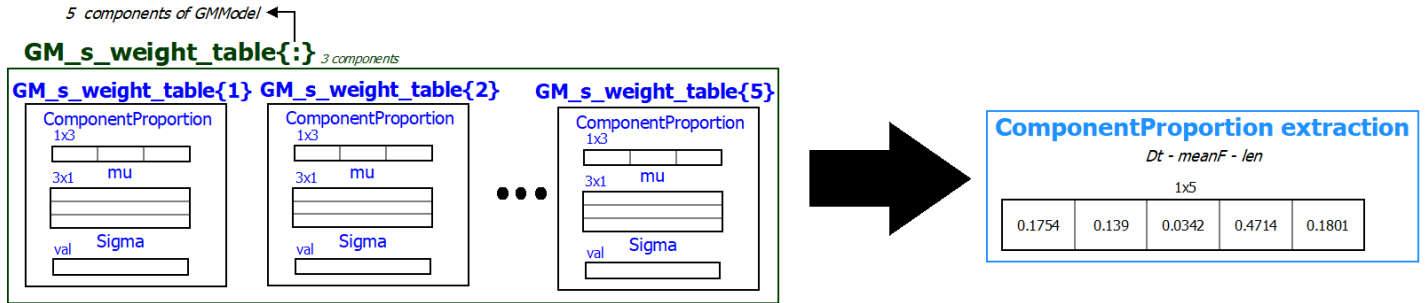 5 components of GMModel
GM_s_weight_table{:} 3 components
GM_s_weight_table{1}
ComponentProportion
1x3
mu
3x1
Sigma
val
GM_s_weight_table{2}
ComponentProportion
1x3
mu
3x1
Sigma
val
GM_s_weight_table{5}
ComponentProportion
1x3
mu
3x1
Sigma
val
ComponentProportion extraction
Dt - meanF - len
1x5
0.1754 0.139 0.0342 0.4714 0.1801